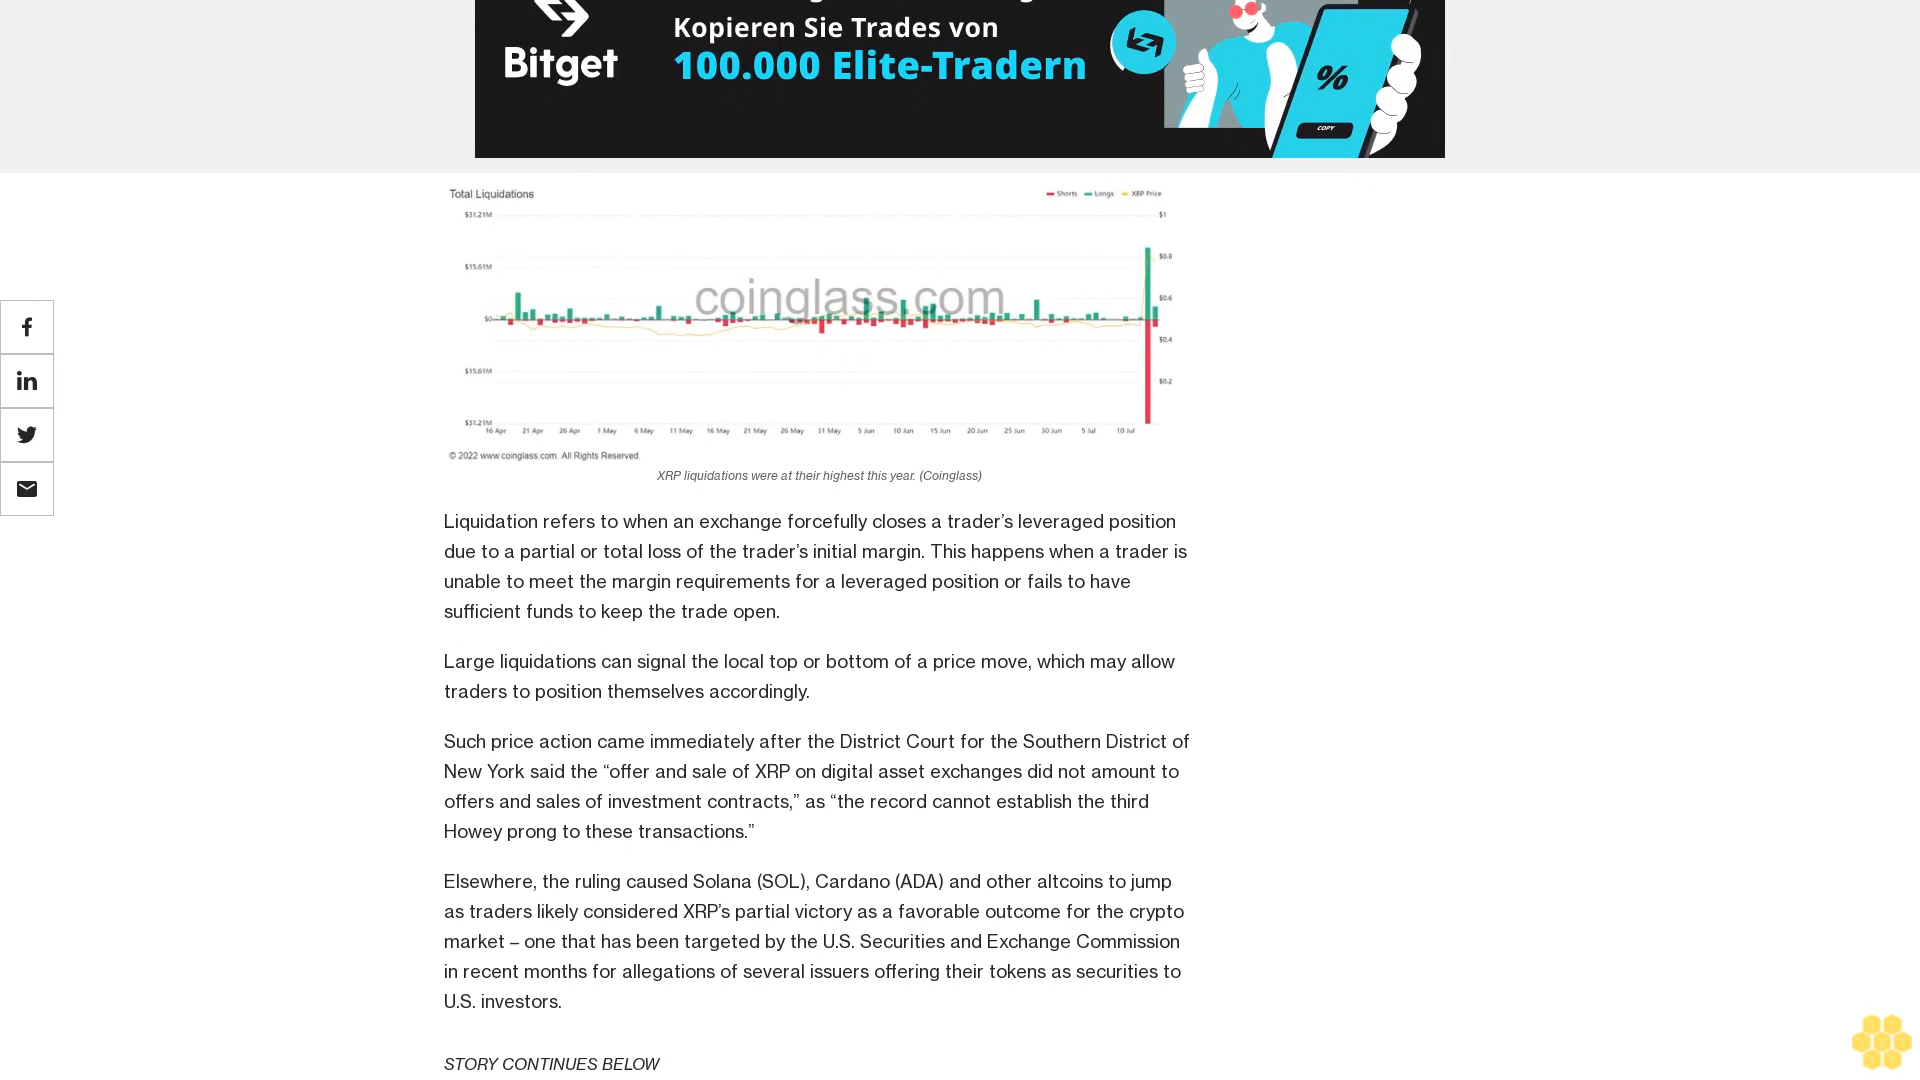 Bitget
Kopieren Sie Trades von
100.000 Elite-Tradern
%
COPY
Total Liquidations
Shorts Longs XRP Price
$31.21M
$15.61M
$0
$15.61M
$31.21M
$1
$0.8
$0.6
$0.4
$0.2
coinglass.com
16 Apr 21 Apr 26 Apr 1 May 6 May 11 May 16 May 21 May 26 May 31 May 5 Jun 10 Jun 15 Jun 20 Jun 25 Jun 30 Jun 5 Jul 10 Jul
© 2022 www.coinglass.com. All Rights Reserved.
XRP liquidations were at their highest this year. (Coinglass)
Liquidation refers to when an exchange forcefully closes a trader’s leveraged position
due to a partial or total loss of the trader’s initial margin. This happens when a trader is
unable to meet the margin requirements for a leveraged position or fails to have
sufficient funds to keep the trade open.
Large liquidations can signal the local top or bottom of a price move, which may allow
traders to position themselves accordingly.
Such price action came immediately after the District Court for the Southern District of
New York said the “offer and sale of XRP on digital asset exchanges did not amount to
offers and sales of investment contracts,” as “the record cannot establish the third
Howey prong to these transactions.”
Elsewhere, the ruling caused Solana (SOL), Cardano (ADA) and other altcoins to jump
as traders likely considered XRP’s partial victory as a favorable outcome for the crypto
market – one that has been targeted by the U.S. Securities and Exchange Commission
in recent months for allegations of several issuers offering their tokens as securities to
U.S. investors.
STORY CONTINUES BELOW